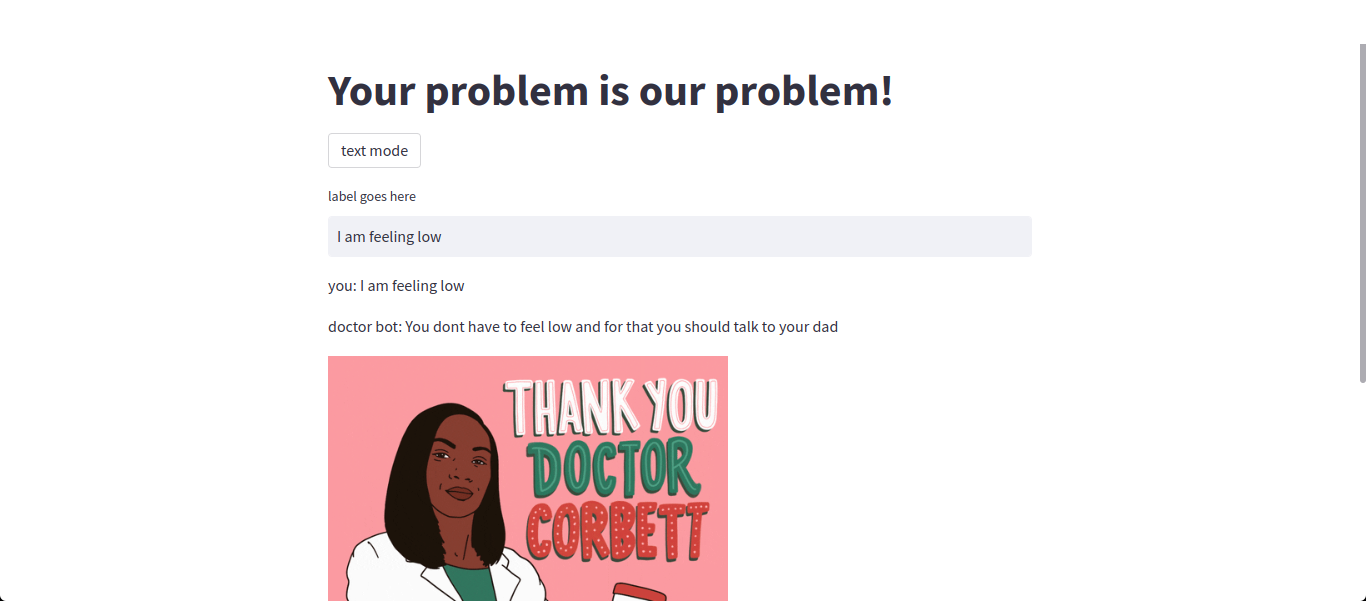 Your problem is our problem!
text mode
label goes here
I am feeling low
you: I am feeling low
doctor bot: You dont have to feel low and for that you should talk to your dad
THANK YOU
DOCTOR
CORBETT